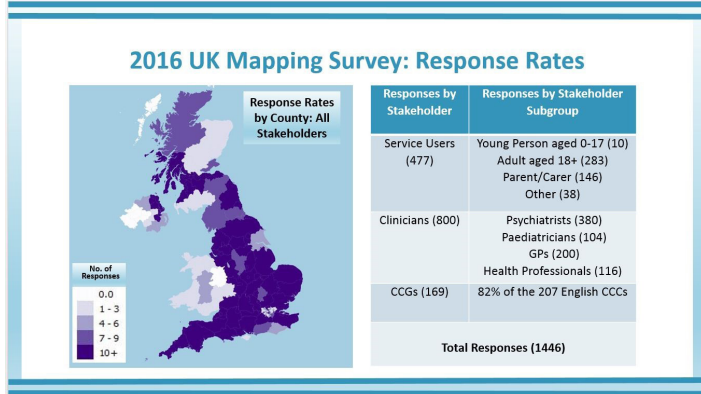 2016 UK Mapping Survey: Response Rates
Response Rates
by County: All
Stakeholders
No. of
Responses
0.0
1 - 3
4 - 6
7 - 9
10+
Responses by
Stakeholder
Responses by Stakeholder
Subgroup
Service Users
(477)
Young Person aged 0-17 (10)
Adult aged 18+ (283)
Parent/Carer (146)
Other (38)
Clinicians (800)
Psychiatrists (380)
Paediatricians (104)
GPs (200)
Health Professionals (116)
CCGs (169)
82% of the 207 English CCCs
Total Responses (1446)